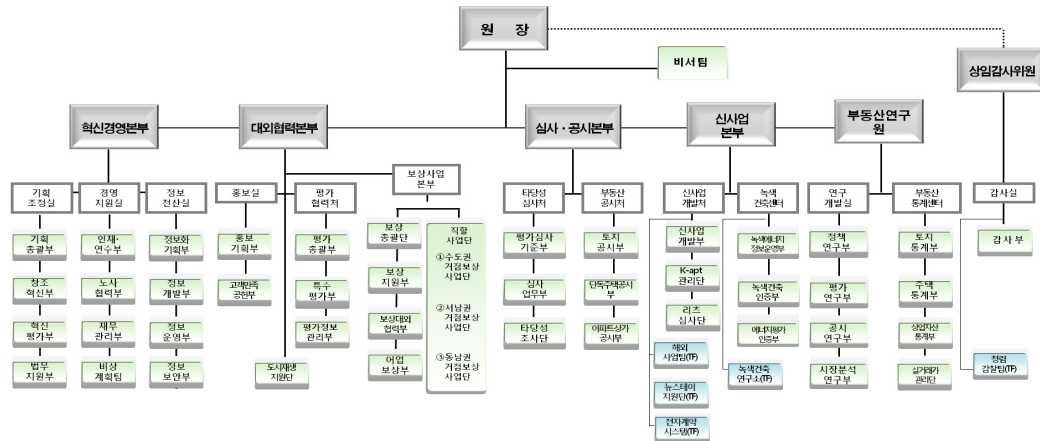 원 장
비서팀
상임감사위원
혁신경영본부
대외협력본부
심사·공시본부
신사업
본부
부동산연구
원
보상사업
본부
기획
조정실
경영
지원실
정보
전산실
홍보실
평가
협력처
타당성
심사처
부동산
공시처
신사업
개발처
녹색
건축센터
연구
개발실
부동산
통계센터
감사실
기획
총괄부
창조
혁신부
혁신
평가부
법무
지원부
인재·
연수부
노사
협력부
재무
관리부
비상
계획팀
정보화
기획부
정보
개발부
정보
운영부
정보
보안부
홍보
기획부
고객만족
공헌부
평가
총괄부
특수
평가부
평가정보
관리부
도시재생
지원단
보상
총괄단
보상
지원부
보상대외
협력부
어업
보상부
직할
사업단
①수도권
거점보상
사업단
②서남권
거점보상
사업단
③동남권
거점보상
사업단
평가심사
기준부
심사
업무부
타당성
조사단
토지
공시부
단독주택공시
부
아파트상가
공시부
신사업
개발부
K-apt
관리단
리츠
심사단
해외
사업팀(TF)
뉴스테이
지원단(TF)
전자계약
시스템(TF)
녹색에너지
정보운영부
녹색건축
인증부
에너지평가
인증부
녹색건축
연구소(TF)
정책
연구부
평가
연구부
공시
연구부
시장분석
연구부
토지
통계부
주택
통계부
상업자산
통계부
실거래가
관리단
감사부
청렴
감찰팀(TF)